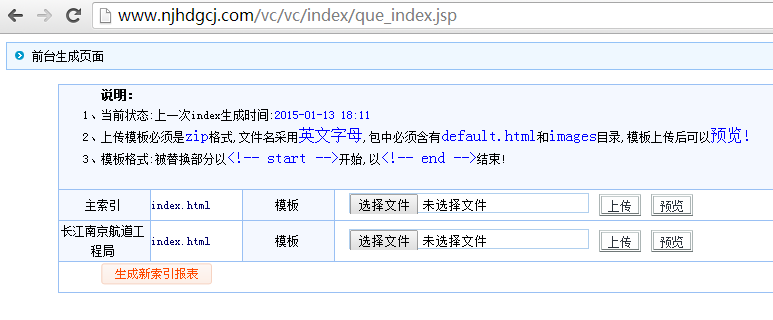 www.njhdgcj.com/vc/vc/index/que_index.jsp
前台生成页面
说明:
1、当前状态:上一次index生成时间:2015-01-13 18:11
2、上传模板必须是zip格式,文件名采用英文字母,包中必须含有default.html和images目录,模板上传后可以预览!
3、模板格式:被替换部分以<!-- start -->开始,以<!-- end -->结束!
主索引 index.html 模板 选择文件 未选择文件 上传 预览
长江南京航道工
程局 index.html 模板 选择文件 未选择文件 上传 预览
生成新索引报表